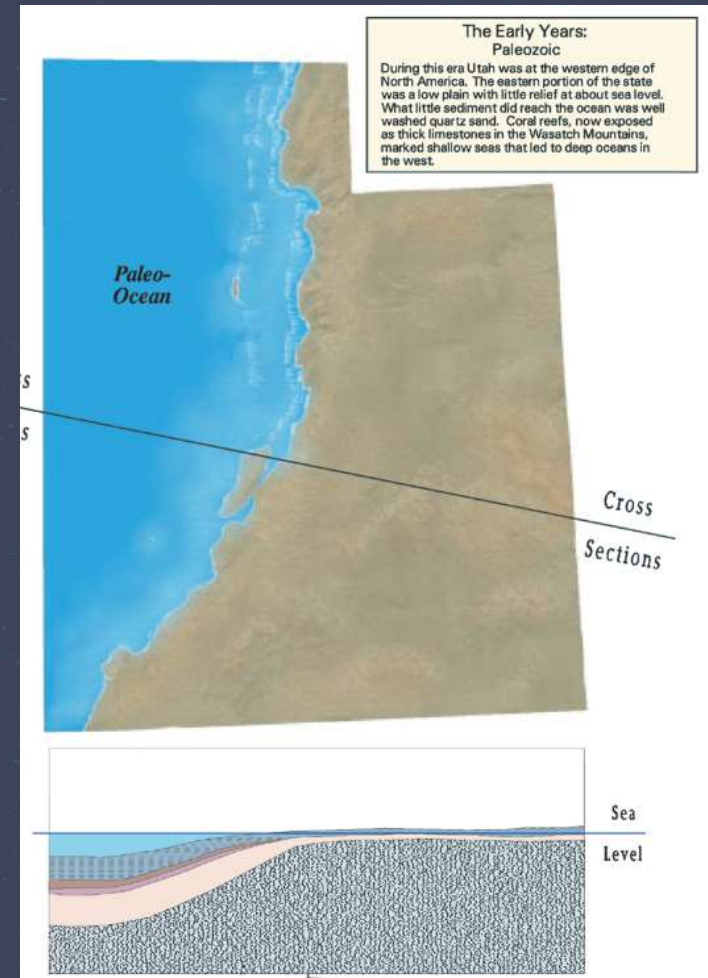 The Early Years:
Paleozoic
During this era Utah was at the western edge of
North America. The eastern portion of the state
was a low plain with little relief at about sea level.
What little sediment did reach the ocean was well
washed quartz sand. Coral reefs, now exposed
as thick limestones in the Wasatch Mountains,
marked shallow seas that led to deep oceans in
the west.
Paleo-
Ocean
s
s
Cross
Sections
Sea
Level